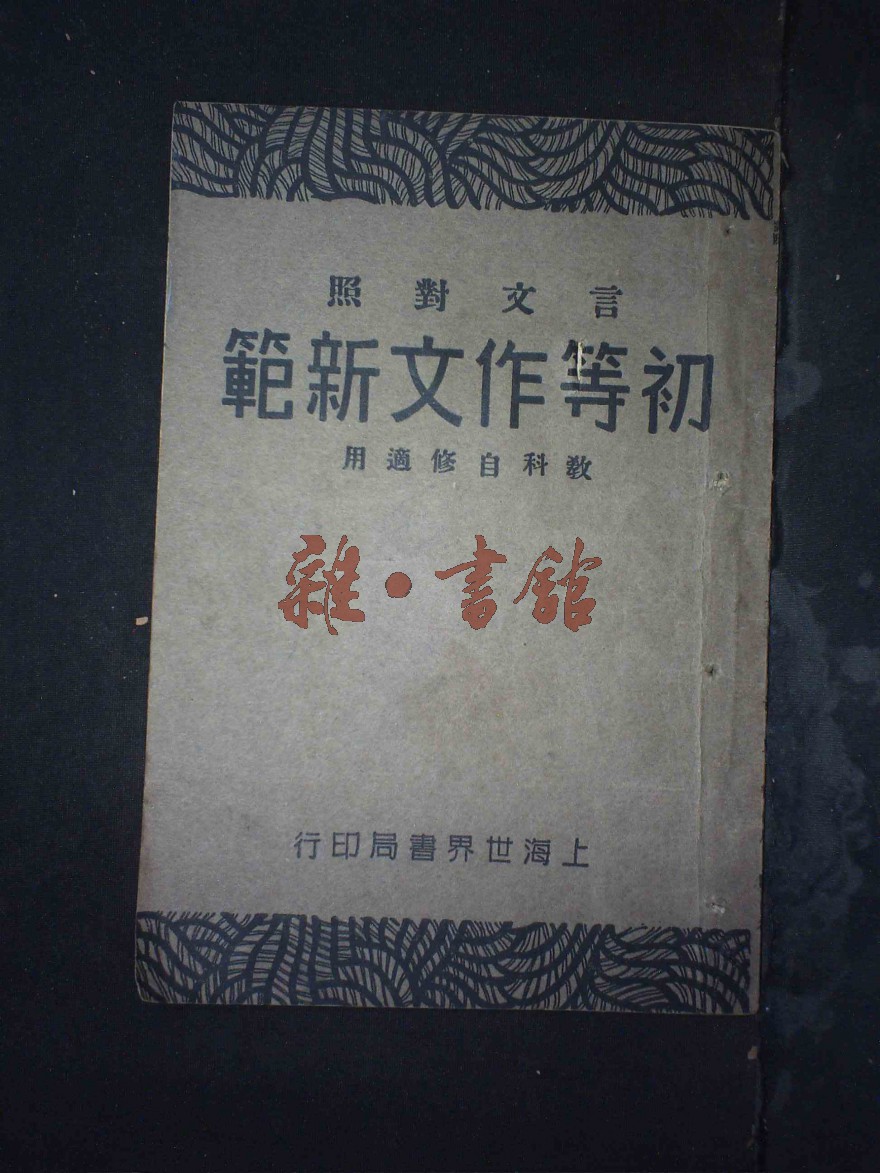 言文對照
初等作文新範
教科自修適用
雜·書館
上海世界書局印行